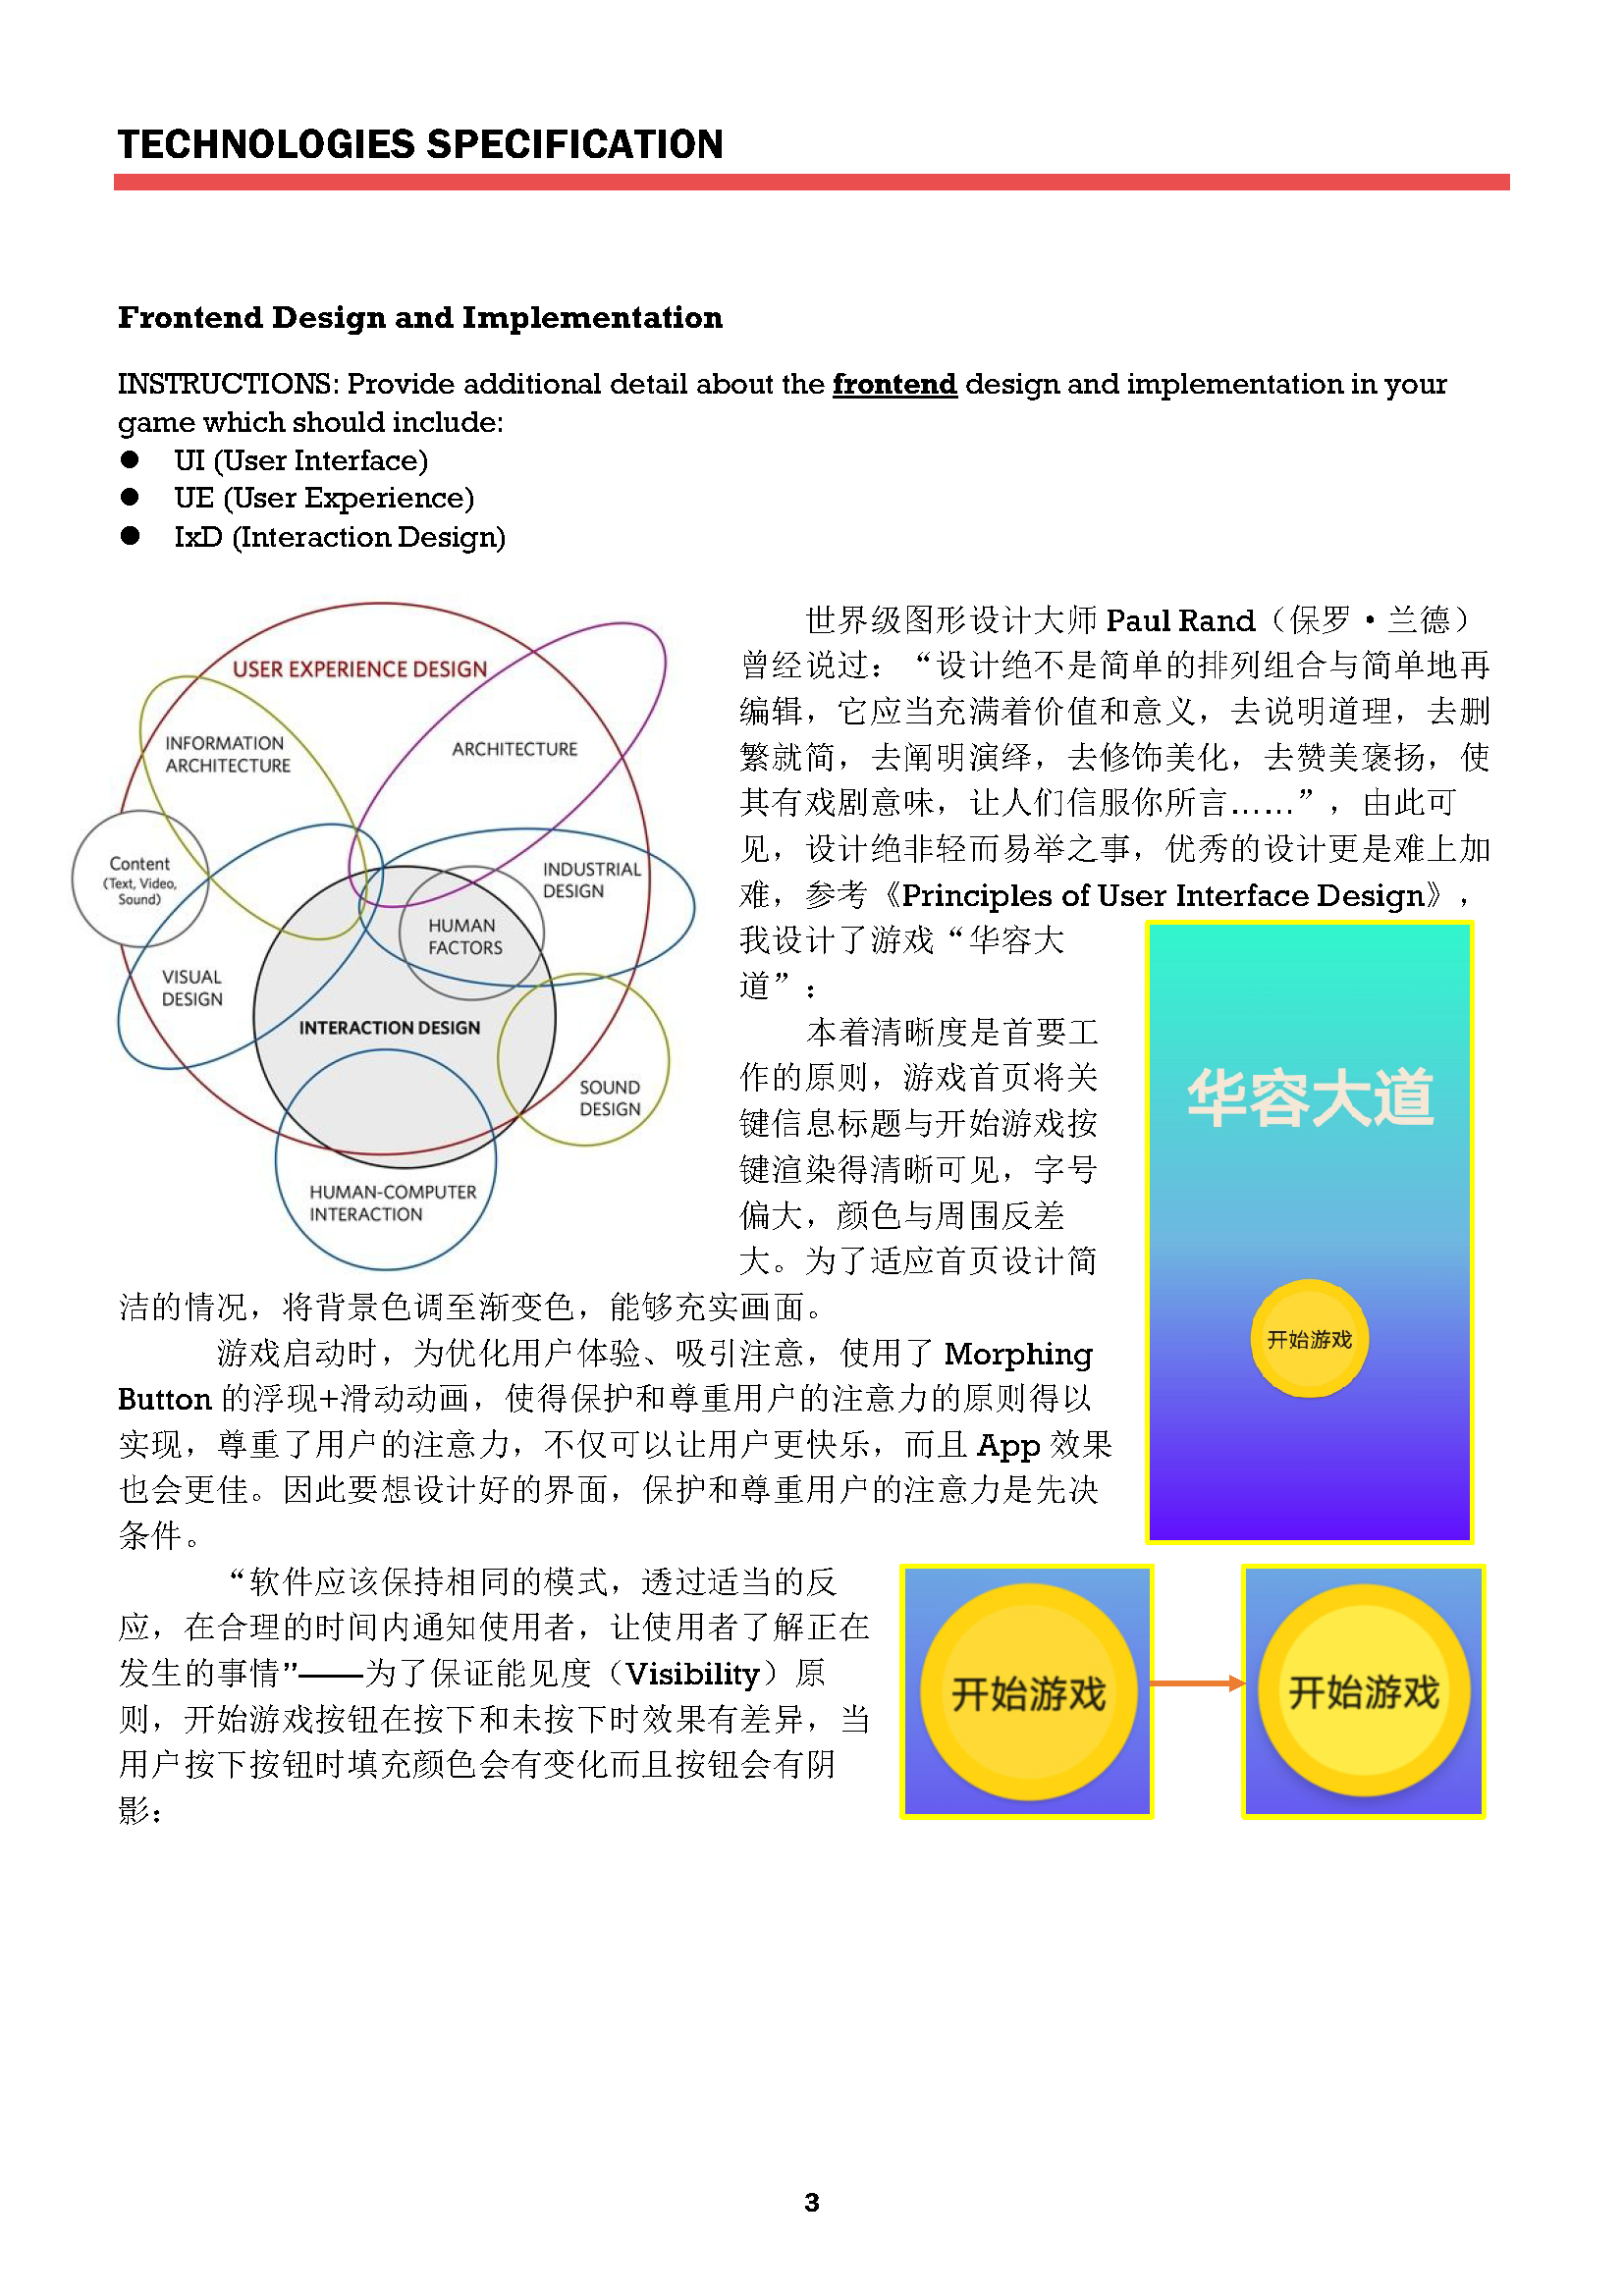 TECHNOLOGIES SPECIFICATION
Frontend Design and Implementation
INSTRUCTIONS: Provide additional detail about the frontend design and implementation in your
game which should include:
● UI (User Interface)
● UE (User Experience)
● IxD (Interaction Design)
USER EXPERIENCE DESIGN
INFORMATION
ARCHITECTURE
ARCHITECTURE
Content
(Text, Video,
Sound)
INDUSTRIAL
DESIGN
HUMAN
FACTORS
VISUAL
DESIGN
INTERACTION DESIGN
SOUND
DESIGN
HUMAN-COMPUTER
INTERACTION
世界级图形设计大师 Paul Rand（保罗·兰德）
曾经说过：“设计绝不是简单的排列组合与简单地再
编辑，它应当充满着价值和意义，去说明道理，去删
繁就简，去阐明演绎，去修饰美化，去赞美褒扬，使
其有戏剧意味，让人们信服你所言……”，由此可
见，设计绝非轻而易举之事，优秀的设计更是难上加
难，参考《Principles of User Interface Design》，
我设计了游戏“华容大
道”：
本着清晰度是首要工
作的原则，游戏首页将关
键信息标题与开始游戏按
键渲染得清晰可见，字号
偏大，颜色与周围反差
大。为了适应首页设计简
洁的情况，将背景色调至渐变色，能够充实画面。
游戏启动时，为优化用户体验、吸引注意，使用了 Morphing
Button 的浮现+滑动动画，使得保护和尊重用户的注意力的原则得以
实现，尊重了用户的注意力，不仅可以让用户更快乐，而且 App 效果
也会更佳。因此要想设计好的界面，保护和尊重用户的注意力是先决
条件。
“软件应该保持相同的模式，透过适当的反
应，在合理的时间内通知使用者，让使用者了解正在
发生的事情”——为了保证能见度（Visibility）原
则，开始游戏按钮在按下和未按下时效果有差异，当
用户按下按钮时填充颜色会有变化而且按钮会有阴
影：
华容大道
开始游戏
开始游戏
开始游戏
3